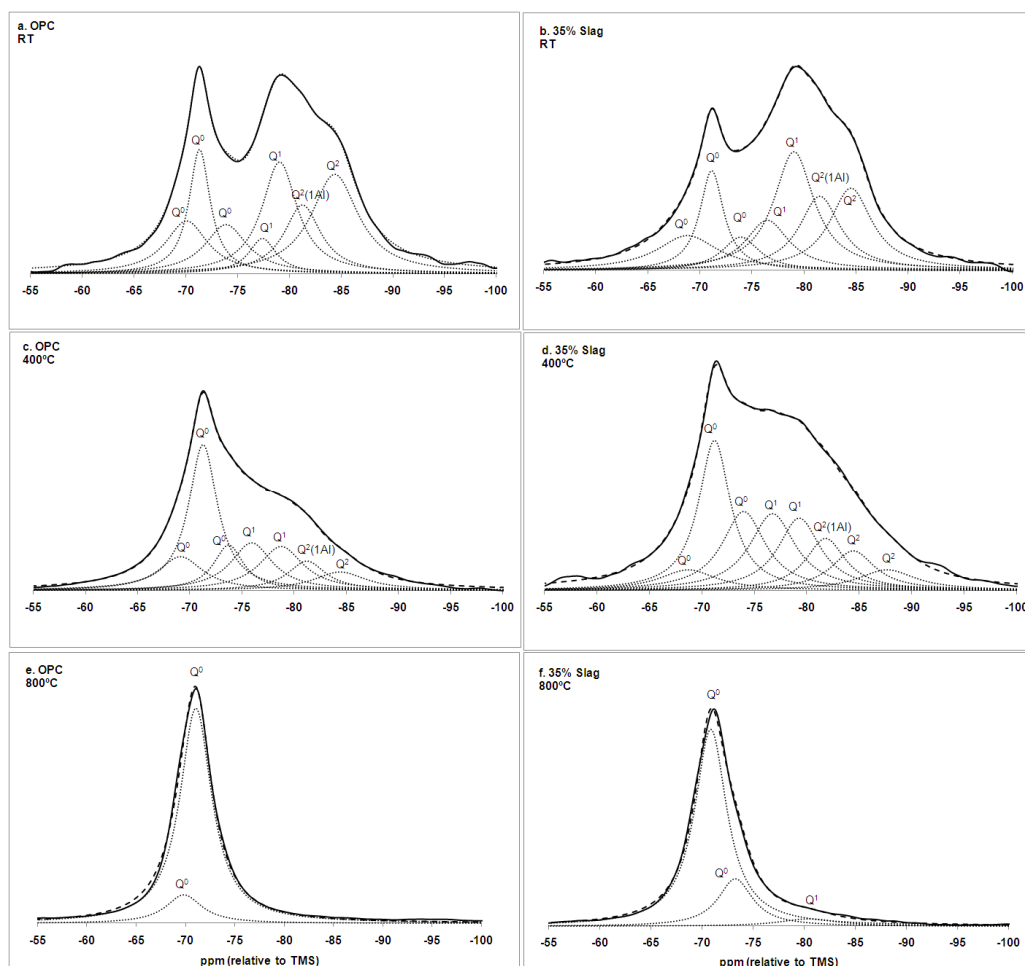 a. OPC
RT
Q⁰
Q⁰
Q⁰
Q¹
Q¹
Q²(1Al)
Q²
-55 -60 -65 -70 -75 -80 -85 -90 -95 -100
b. 35% Slag
RT
Q⁰
Q⁰
Q⁰
Q¹
Q¹
Q²(1Al)
Q²
-55 -60 -65 -70 -75 -80 -85 -90 -95 -100
c. OPC
400ºC
Q⁰
Q⁰
Q⁰
Q¹
Q¹
Q²(1Al)
Q²
-55 -60 -65 -70 -75 -80 -85 -90 -95 -100
d. 35% Slag
400ºC
Q⁰
Q⁰
Q⁰
Q¹
Q¹
Q²(1Al)
Q²
Q²
-55 -60 -65 -70 -75 -80 -85 -90 -95 -100
e. OPC
800ºC
Q⁰
Q⁰
-55 -60 -65 -70 -75 -80 -85 -90 -95 -100
ppm (relative to TMS)
f. 35% Slag
800ºC
Q⁰
Q⁰
Q¹
-55 -60 -65 -70 -75 -80 -85 -90 -95 -100
ppm (relative to TMS)